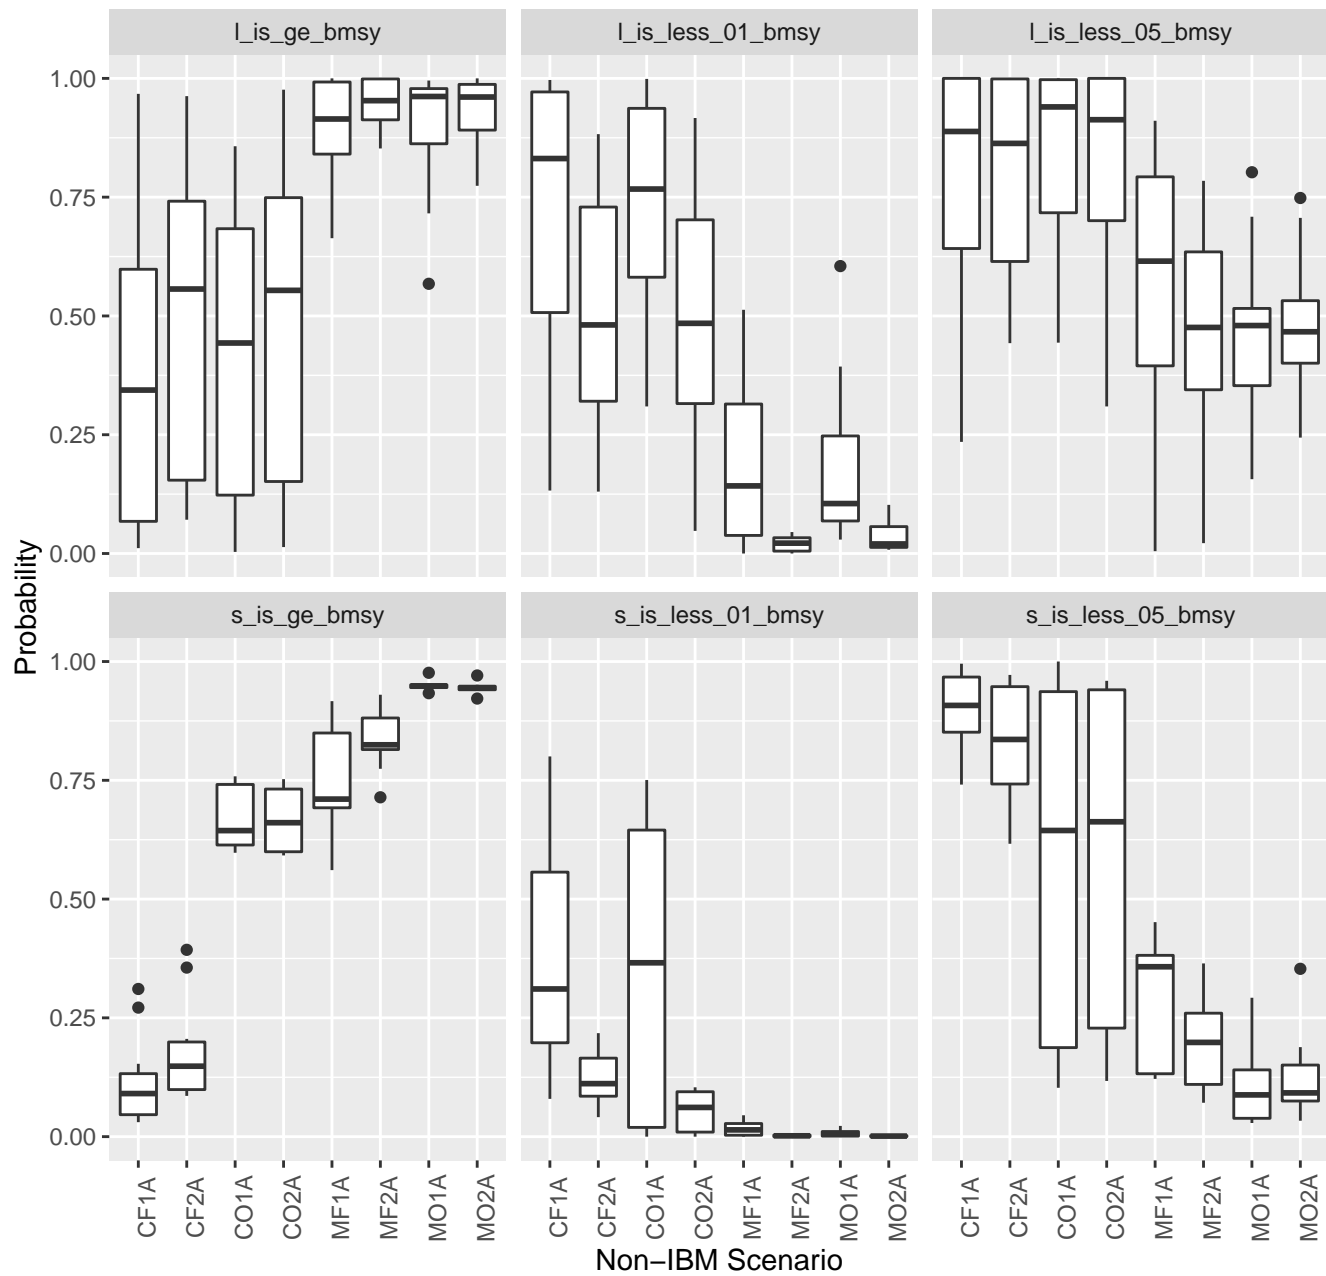 l_is_ge_bmsy
l_is_less_01_bmsy
l_is_less_05_bmsy
1.00
0.75
0.50
0.25
0.00
s_is_ge_bmsy
s_is_less_01_bmsy
s_is_less_05_bmsy
1.00
0.75
0.50
0.25
0.00
Probability
CF1A CF2A CO1A CO2A MF1A MF2A MO1A MO2A
CF1A CF2A CO1A CO2A MF1A MF2A MO1A MO2A
CF1A CF2A CO1A CO2A MF1A MF2A MO1A MO2A
Non−IBM Scenario